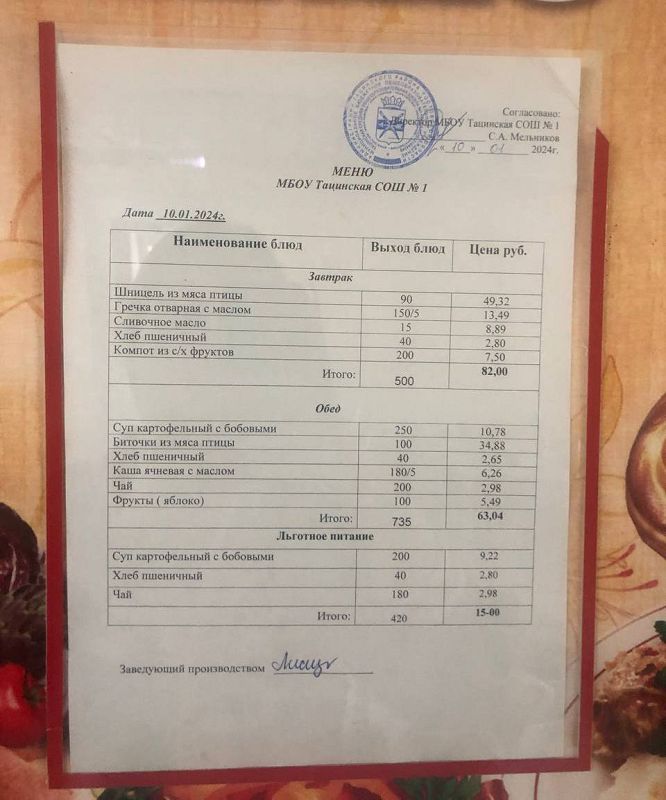 Согласовано:
Директор МБОУ Тацинская СОШ № 1
С.А. Мельников
« 10 » 01 2024г.
МЕНЮ
МБОУ Тацинская СОШ № 1
Дата 10.01.2024г.
Наименование блюд Выход блюд Цена руб.
Завтрак
Шницель из мяса птицы 90 49,32
Гречка отварная с маслом 150/5 13,49
Сливочное масло 15 8,89
Хлеб пшеничный 40 2,80
Компот из с/х фруктов 200 7,50
Итого: 500 82,00
Обед
Суп картофельный с бобовыми 250 10,78
Биточки из мяса птицы 100 34,88
Хлеб пшеничный 40 2,65
Каша ячневая с маслом 180/5 6,26
Чай 200 2,98
Фрукты ( яблоко) 100 5,49
Итого: 735 63,04
Льготное питание
Суп картофельный с бобовыми 200 9,22
Хлеб пшеничный 40 2,80
Чай 180 2,98
Итого: 420 15-00
Заведующий производством